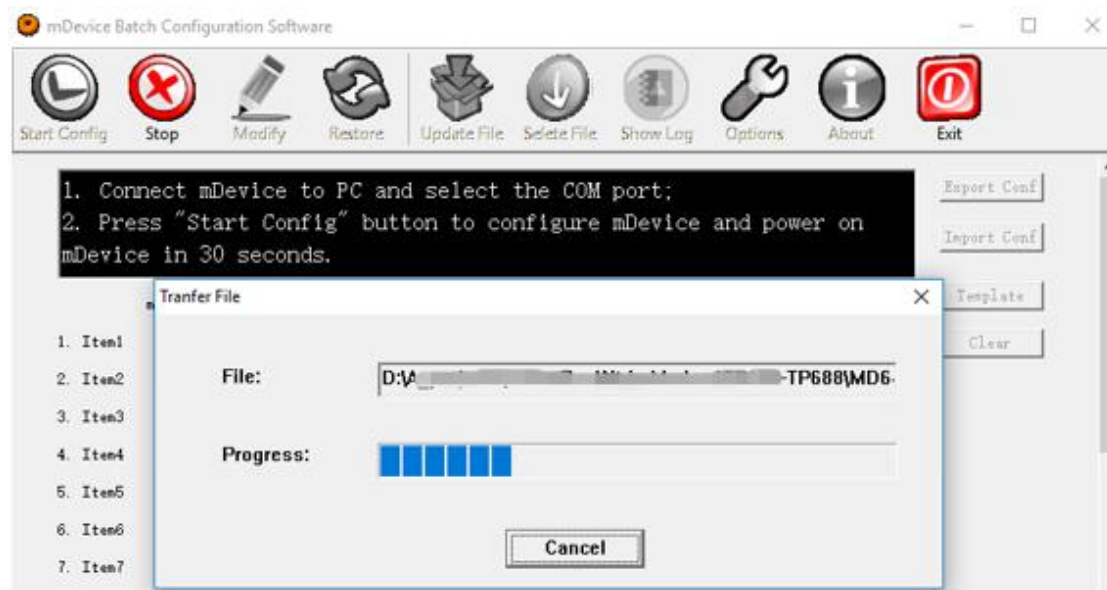 mDevice Batch Configuration Software
Start Config Stop Modify Restore Update File Selete File Show Log Options About Exit
1. Connect mDevice to PC and select the COM port;
2. Press "Start Config" button to configure mDevice and power on
mDevice in 30 seconds.
Export Conf
Import Conf
Template
Clear
Tranfer File
1. Item1
2. Item2
3. Item3
4. Item4
5. Item5
6. Item6
7. Item7
File: D:\A -TP688\MD6-
Progress:
Cancel